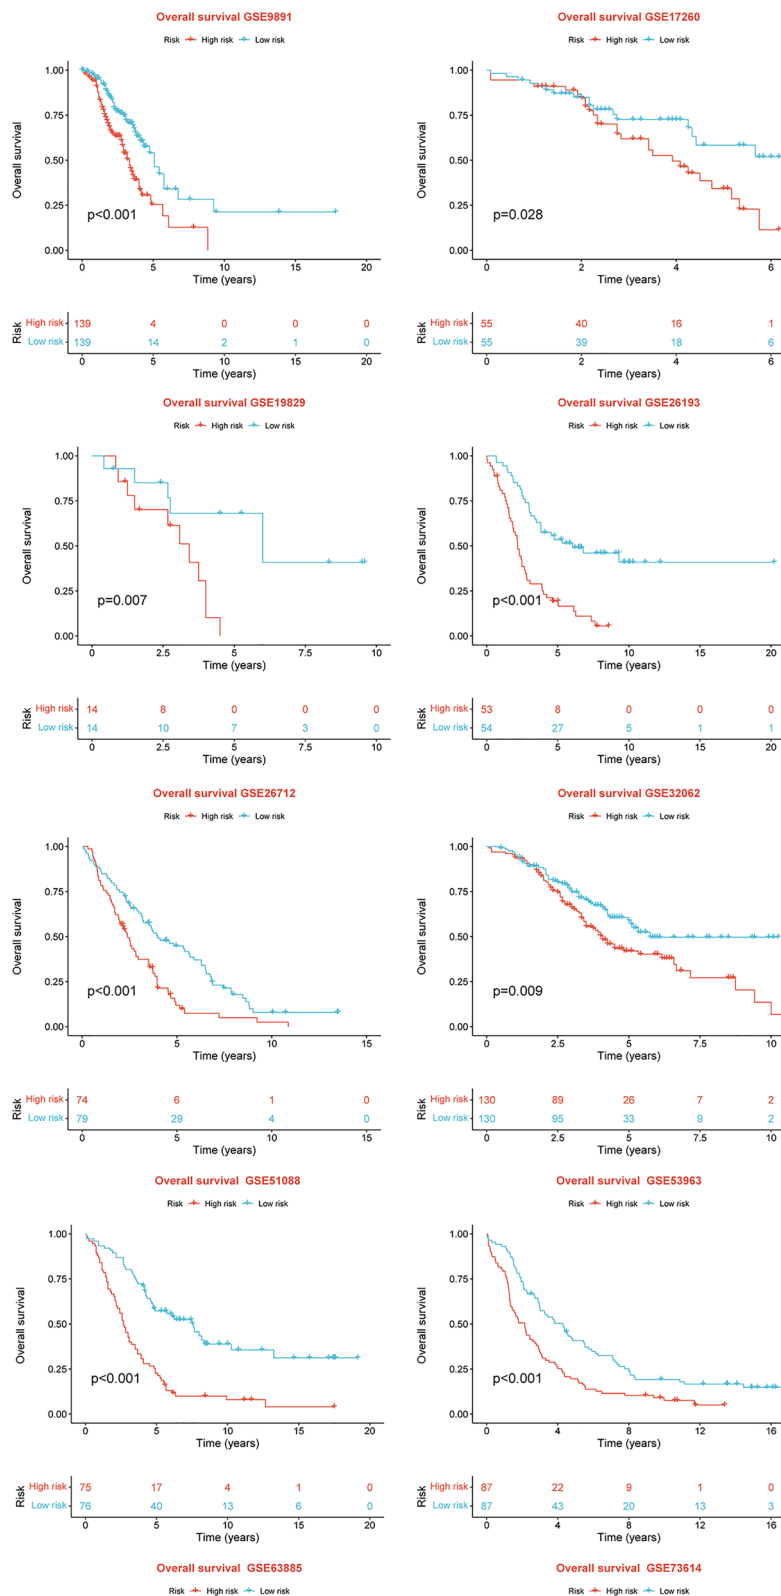 Overall survival GSE9891
Risk High risk Low risk
1.00
0.75
0.50
0.25
0.00
Overall survival
p<0.001
0 5 10 15 20
Time (years)
Risk
High risk 139 4 0 0 0
Low risk 139 14 2 1 0
0 5 10 15 20
Time (years)
Overall survival GSE17260
Risk High risk Low risk
1.00
0.75
0.50
0.25
0.00
Overall survival
p=0.028
0 2 4 6
Time (years)
Risk
High risk 55 40 16 1
Low risk 55 39 18 6
0 2 4 6
Time (years)
Overall survival GSE19829
Risk High risk Low risk
1.00
0.75
0.50
0.25
0.00
Overall survival
p=0.007
0 2.5 5 7.5 10
Time (years)
Risk
High risk 14 8 0 0 0
Low risk 14 10 7 3 0
0 2.5 5 7.5 10
Time (years)
Overall survival GSE26193
Risk High risk Low risk
1.00
0.75
0.50
0.25
0.00
Overall survival
p<0.001
0 5 10 15 20
Time (years)
Risk
High risk 53 8 0 0 0
Low risk 54 27 5 1 1
0 5 10 15 20
Time (years)
Overall survival GSE26712
Risk High risk Low risk
1.00
0.75
0.50
0.25
0.00
Overall survival
p<0.001
0 5 10 15
Time (years)
Risk
High risk 74 6 1 0
Low risk 79 29 4 0
0 5 10 15
Time (years)
Overall survival GSE32062
Risk High risk Low risk
1.00
0.75
0.50
0.25
0.00
Overall survival
p=0.009
0 2.5 5 7.5 10
Time (years)
Risk
High risk 130 89 26 7 2
Low risk 130 95 33 9 2
0 2.5 5 7.5 10
Time (years)
Overall survival GSE51088
Risk High risk Low risk
1.00
0.75
0.50
0.25
0.00
Overall survival
p<0.001
0 5 10 15 20
Time (years)
Risk
High risk 75 17 4 1 0
Low risk 76 40 13 6 0
0 5 10 15 20
Time (years)
Overall survival GSE53963
Risk High risk Low risk
1.00
0.75
0.50
0.25
0.00
Overall survival
p<0.001
0 4 8 12 16
Time (years)
Risk
High risk 87 22 9 1 0
Low risk 87 43 20 13 3
0 4 8 12 16
Time (years)
Overall survival GSE63885
Risk High risk Low risk
Overall survival GSE73614
Risk High risk Low risk